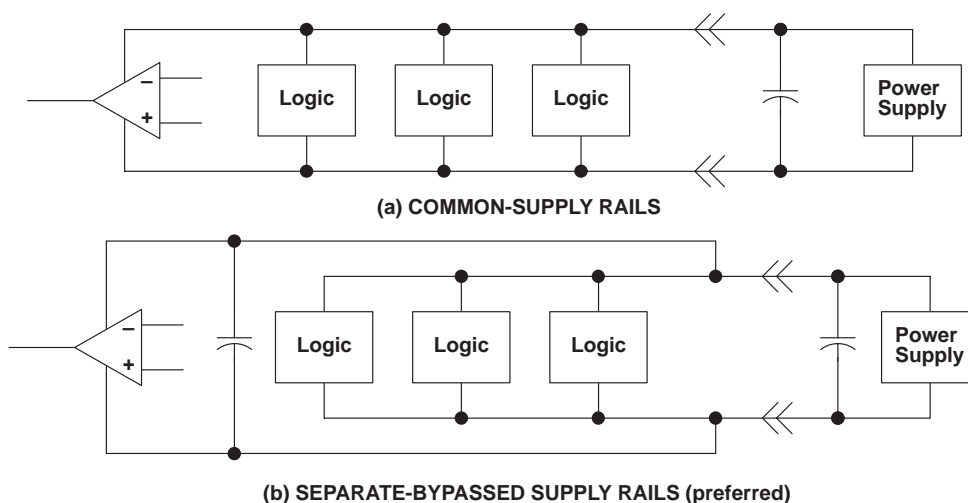 −
+
Logic
Logic
Logic
Power
Supply
(a) COMMON-SUPPLY RAILS
−
+
Logic
Logic
Logic
Power
Supply
(b) SEPARATE-BYPASSED SUPPLY RAILS (preferred)